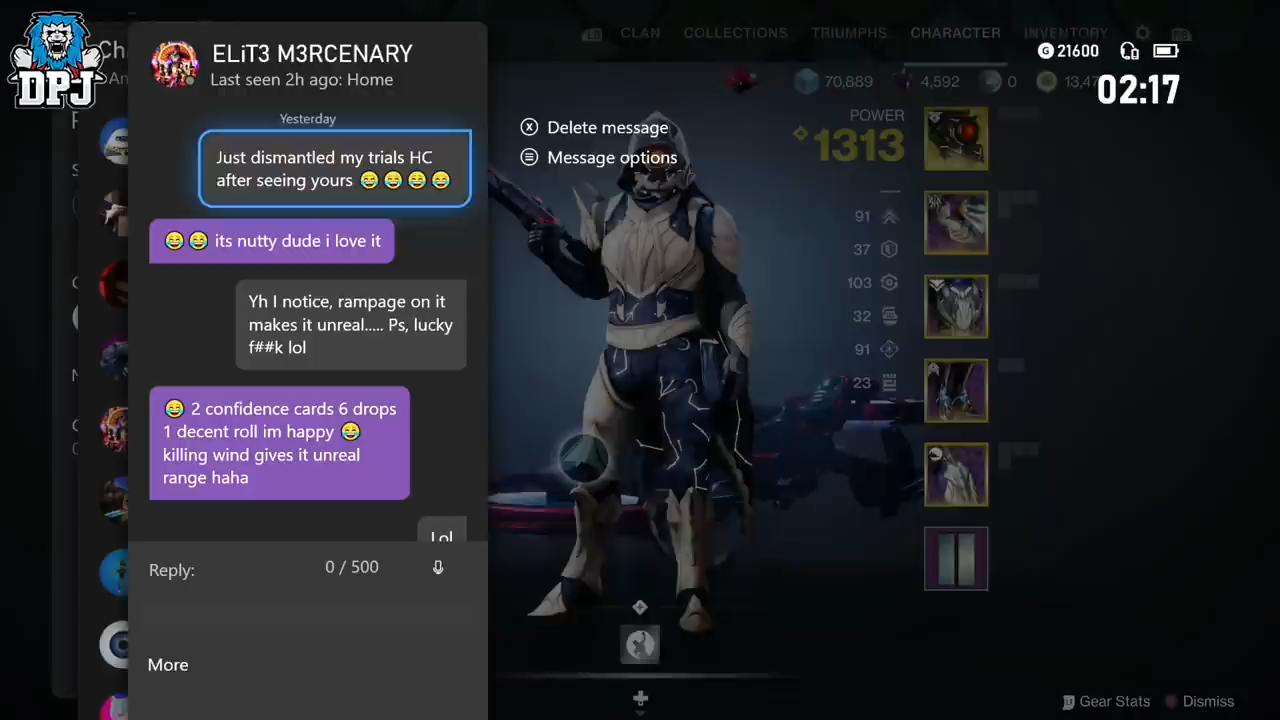 DPJ
ELiT3 M3RCENARY
Last seen 2h ago: Home
Yesterday
Just dismantled my trials HC
after seeing yours 😂 😂 😂 😂
😂 😂 its nutty dude i love it
Yh I notice, rampage on it
makes it unreal..... Ps, lucky
f##k lol
😂 2 confidence cards 6 drops
1 decent roll im happy 😂
killing wind gives it unreal
range haha
Lol
Reply:
0 / 500
More
Delete message
Message options
CLAN
COLLECTIONS
TRIUMPHS
CHARACTER
INVENTORY
G 21600
02:17
70,889
4,592
0
13,47
POWER
1313
91
37
103
32
91
23
Gear Stats
Dismiss